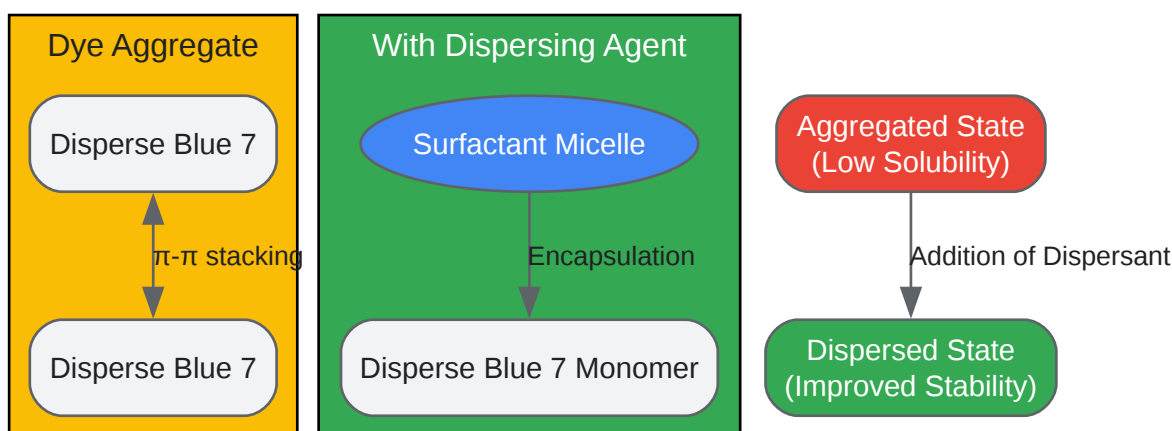 Dye Aggregate
Disperse Blue 7
π-π stacking
Disperse Blue 7
With Dispersing Agent
Surfactant Micelle
Encapsulation
Disperse Blue 7 Monomer
Aggregated State
(Low Solubility)
Addition of Dispersant
Dispersed State
(Improved Stability)